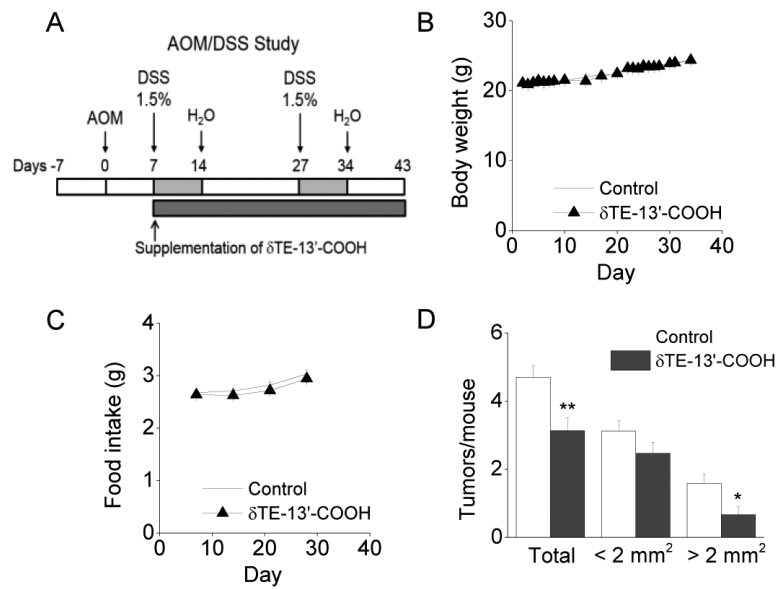 A
AOM/DSS Study
DSS
1.5%
DSS
1.5%
AOM
H₂O
H₂O
Days -7 0 7 14 27 34 43
Supplementation of δTE-13'-COOH
B
Body weight (g)
30
20
10
0
Control
δTE-13'-COOH
0 10 20 30 40
Day
C
Food intake (g)
4
3
2
1
0
Control
δTE-13'-COOH
0 10 20 30 40
Day
D
Tumors/mouse
6
4
2
0
Control
δTE-13'-COOH
**
*
Total < 2 mm² > 2 mm²